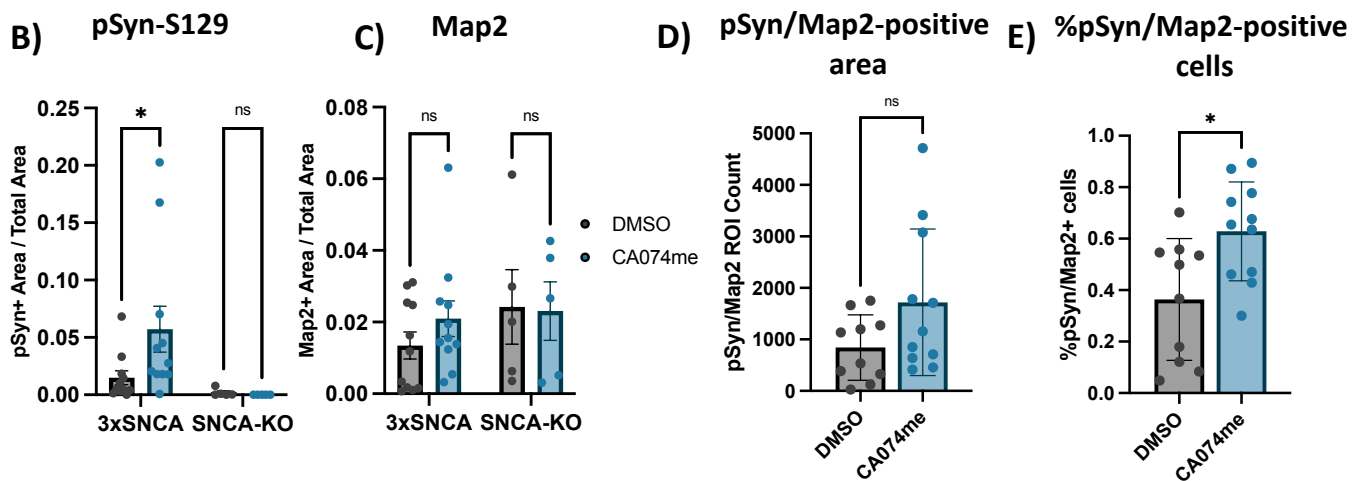 B)
pSyn-S129
pSyn+ Area / Total Area
0.25
0.20
0.15
0.10
0.05
0.00
*
ns
3xSNCA
SNCA-KO
C)
Map2
Map2+ Area / Total Area
0.08
0.06
0.04
0.02
0.00
ns
ns
3xSNCA
SNCA-KO
DMSO
CA074me
D)
pSyn/Map2-positive
area
pSyn/Map2 ROI Count
5000
4000
3000
2000
1000
0
ns
DMSO
CA074me
E)
%pSyn/Map2-positive
cells
%pSyn/Map2+ cells
1.0
0.8
0.6
0.4
0.2
0.0
*
DMSO
CA074me